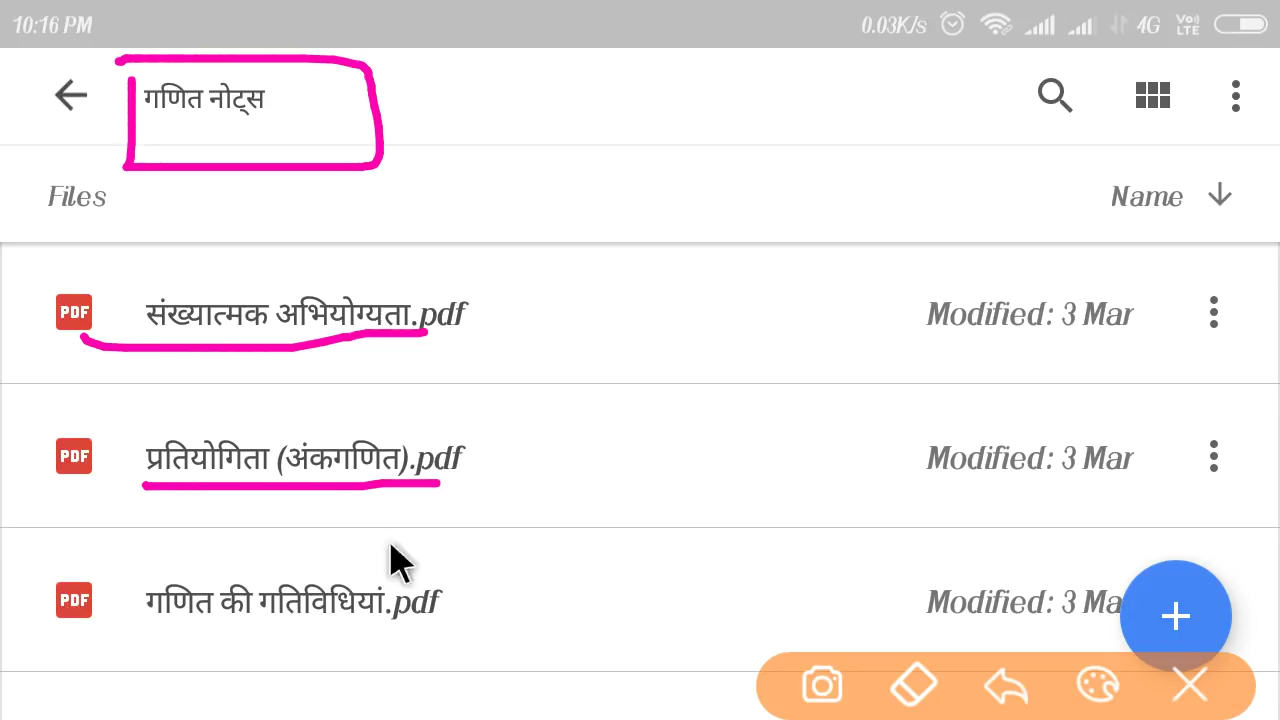 10:16 PM 0.03K/s 4G Vo) LTE
गणित नोट्स
Files Name
PDF संख्यात्मक अभियोग्यता.pdf Modified: 3 Mar
PDF प्रतियोगिता (अंकगणित).pdf Modified: 3 Mar
PDF गणित की गतिविधियां.pdf Modified: 3 Ma